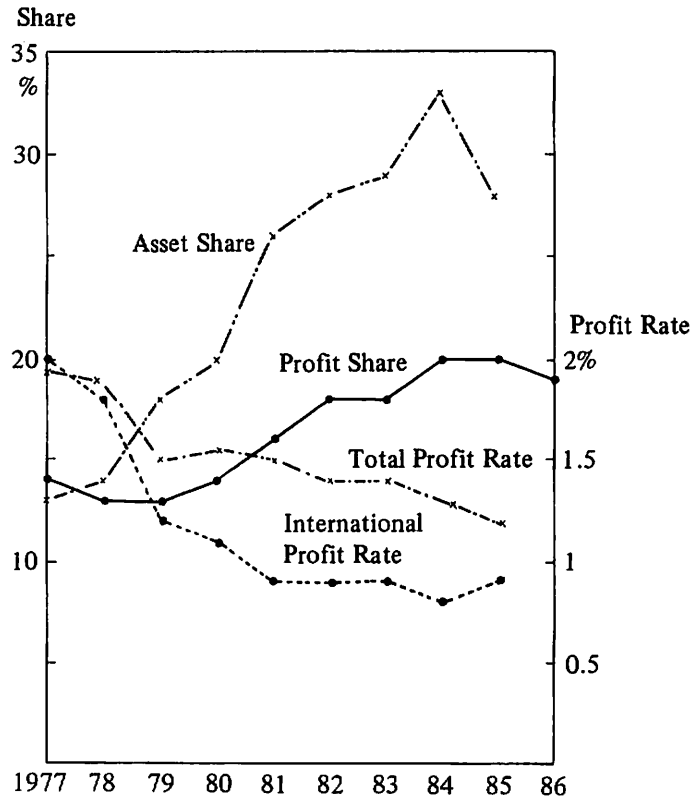 Share
35
%
30
Asset Share
Profit Rate
20
Profit Share
2%
Total Profit Rate
1.5
International
Profit Rate
10
1
0.5
1977 78 79 80 81 82 83 84 85 86